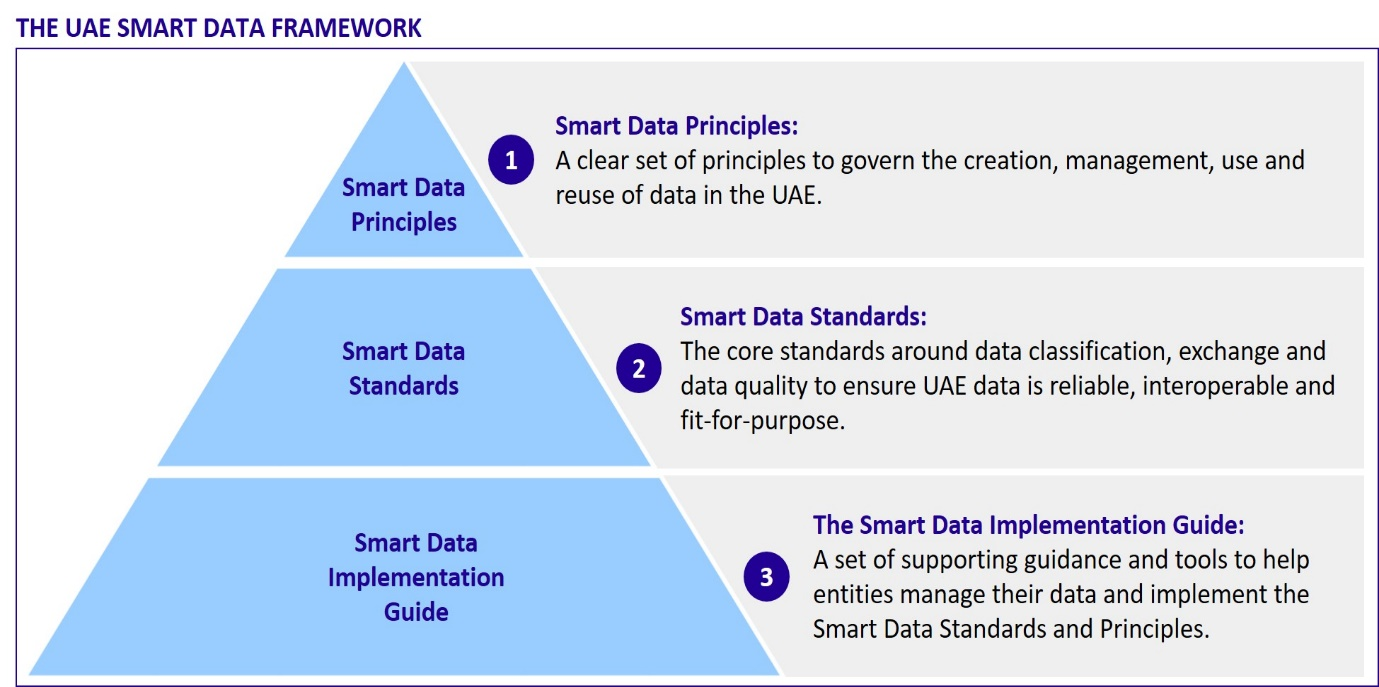 THE UAE SMART DATA FRAMEWORK
Smart Data
Principles
1
Smart Data Principles:
A clear set of principles to govern the creation, management, use and
reuse of data in the UAE.
Smart Data
Standards
2
Smart Data Standards:
The core standards around data classification, exchange and
data quality to ensure UAE data is reliable, interoperable and
fit-for-purpose.
Smart Data
Implementation
Guide
3
The Smart Data Implementation Guide:
A set of supporting guidance and tools to help
entities manage their data and implement the
Smart Data Standards and Principles.